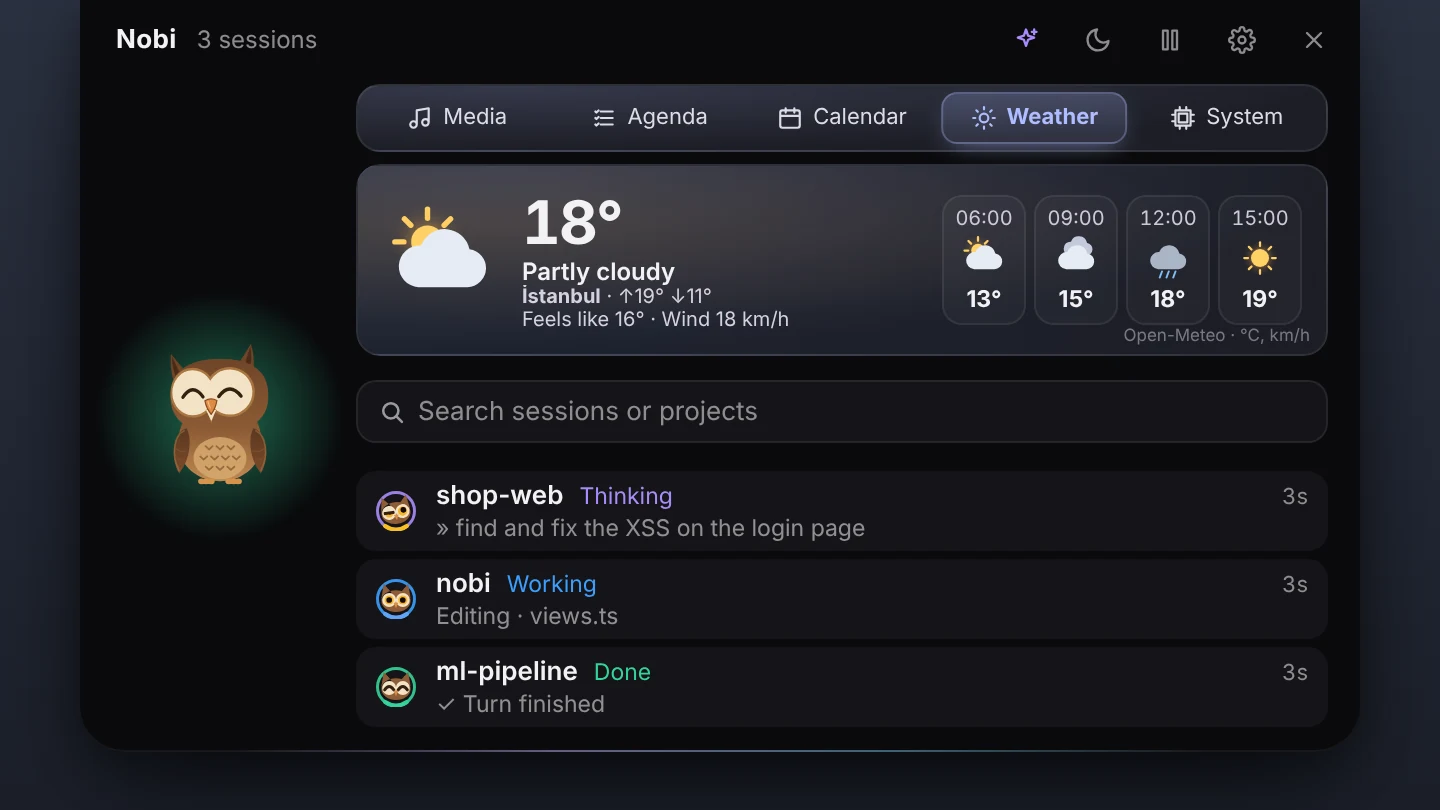 Nobi 3 sessions
Media Agenda Calendar Weather System
18°
Partly cloudy
İstanbul · ↑19° ↓11°
Feels like 16° · Wind 18 km/h
06:00 09:00 12:00 15:00
13° 15° 18° 19°
Open-Meteo · °C, km/h
Search sessions or projects
shop-web Thinking 3s
» find and fix the XSS on the login page
nobi Working 3s
Editing · views.ts
ml-pipeline Done 3s
✓ Turn finished